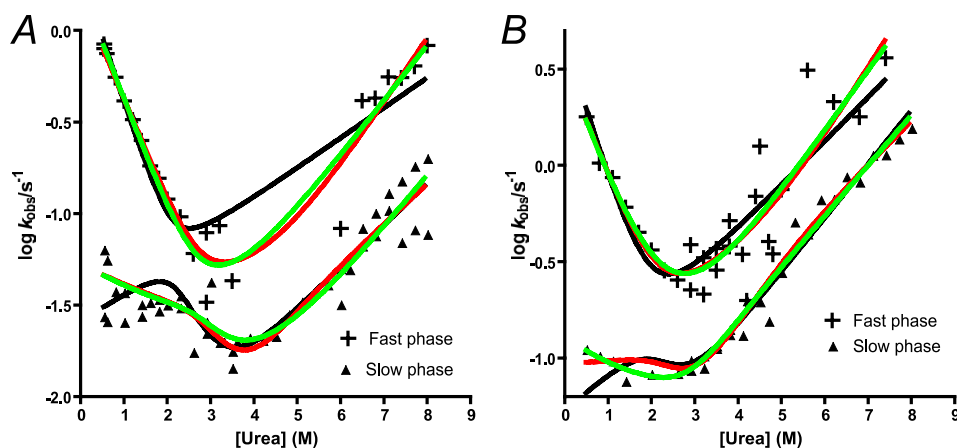 A
0.0
-0.5
-1.0
-1.5
-2.0
log kobs/s-1
0 1 2 3 4 5 6 7 8 9
[Urea] (M)
Fast phase
Slow phase
B
0.5
0.0
-0.5
-1.0
log kobs/s-1
0 1 2 3 4 5 6 7 8 9
[Urea] (M)
Fast phase
Slow phase